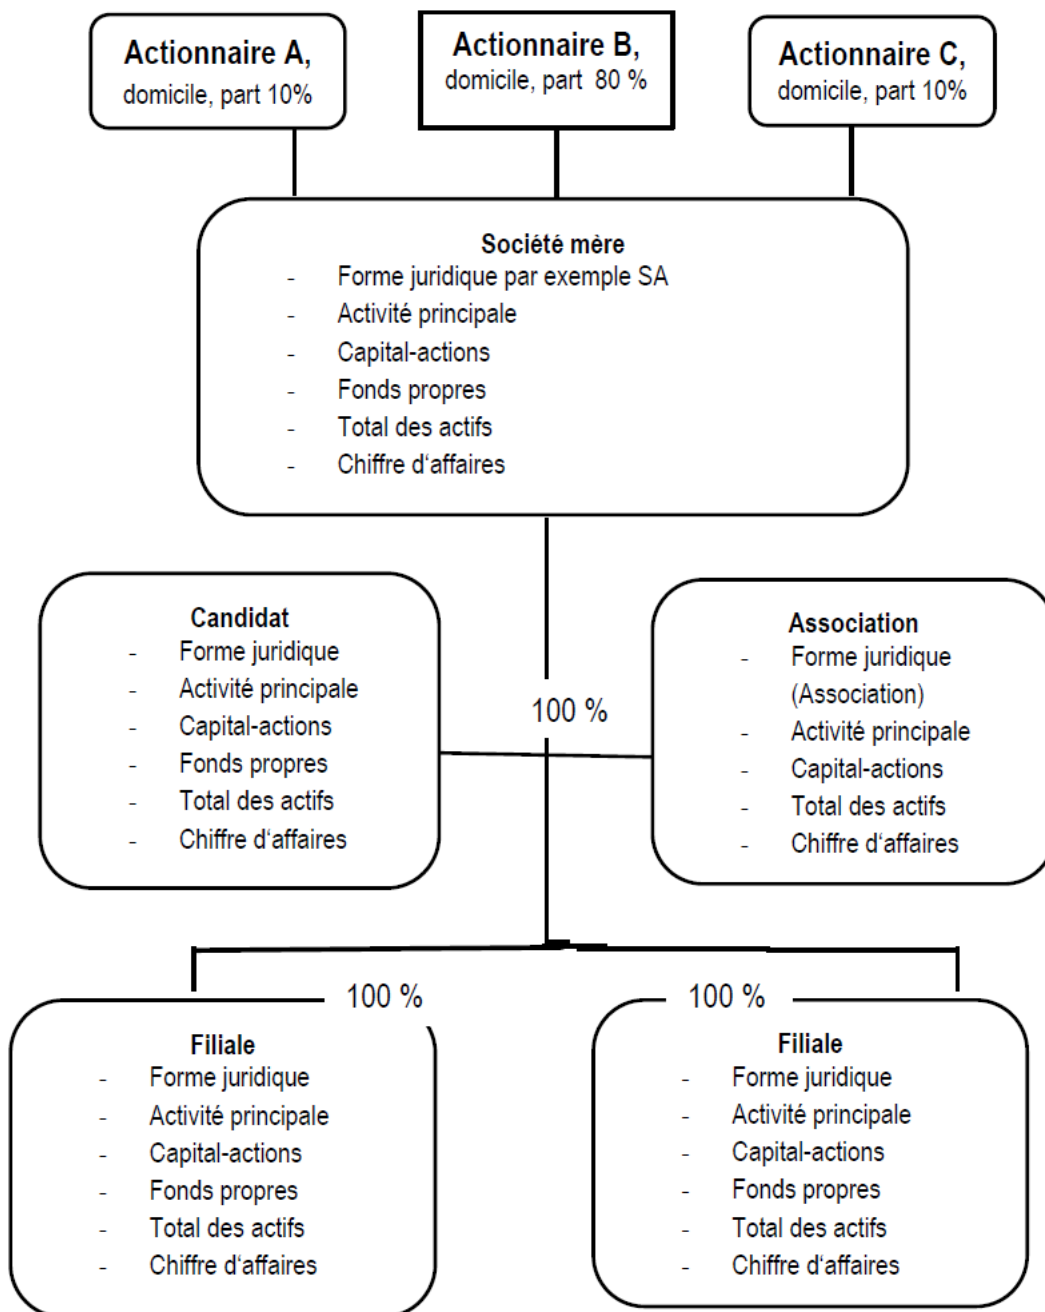 Actionnaire A,
domicile, part 10%
Actionnaire B,
domicile, part 80 %
Actionnaire C,
domicile, part 10%
Société mère
- Forme juridique par exemple SA
- Activité principale
- Capital-actions
- Fonds propres
- Total des actifs
- Chiffre d‘affaires
Candidat
- Forme juridique
- Activité principale
- Capital-actions
- Fonds propres
- Total des actifs
- Chiffre d‘affaires
100 %
Association
- Forme juridique
(Association)
- Activité principale
- Capital-actions
- Total des actifs
- Chiffre d‘affaires
100 %
Filiale
- Forme juridique
- Activité principale
- Capital-actions
- Fonds propres
- Total des actifs
- Chiffre d‘affaires
100 %
Filiale
- Forme juridique
- Activité principale
- Capital-actions
- Fonds propres
- Total des actifs
- Chiffre d‘affaires